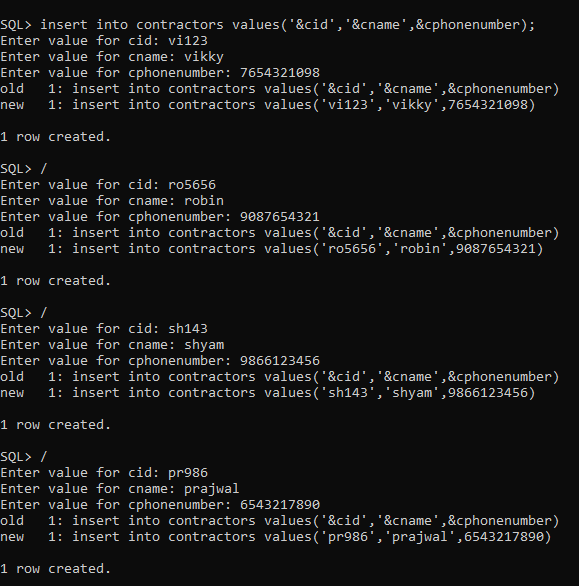 SQL> insert into contractors values('&cid','&cname',&cphonenumber);
Enter value for cid: vi123
Enter value for cname: vikky
Enter value for cphonenumber: 7654321098
old   1: insert into contractors values('&cid','&cname',&cphonenumber)
new   1: insert into contractors values('vi123','vikky',7654321098)
1 row created.
SQL> /
Enter value for cid: ro5656
Enter value for cname: robin
Enter value for cphonenumber: 9087654321
old   1: insert into contractors values('&cid','&cname',&cphonenumber)
new   1: insert into contractors values('ro5656','robin',9087654321)
1 row created.
SQL> /
Enter value for cid: sh143
Enter value for cname: shyam
Enter value for cphonenumber: 9866123456
old   1: insert into contractors values('&cid','&cname',&cphonenumber)
new   1: insert into contractors values('sh143','shyam',9866123456)
1 row created.
SQL> /
Enter value for cid: pr986
Enter value for cname: prajwal
Enter value for cphonenumber: 6543217890
old   1: insert into contractors values('&cid','&cname',&cphonenumber)
new   1: insert into contractors values('pr986','prajwal',6543217890)
1 row created.